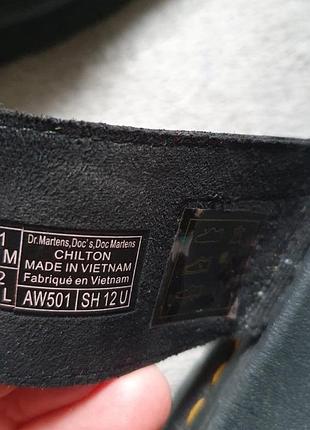 1
M
2
L
Dr.Martens,Doc's,Doc Martens
CHILTON
MADE IN VIETNAM
Fabriqué en Vietnam
AW501 SH 12 U